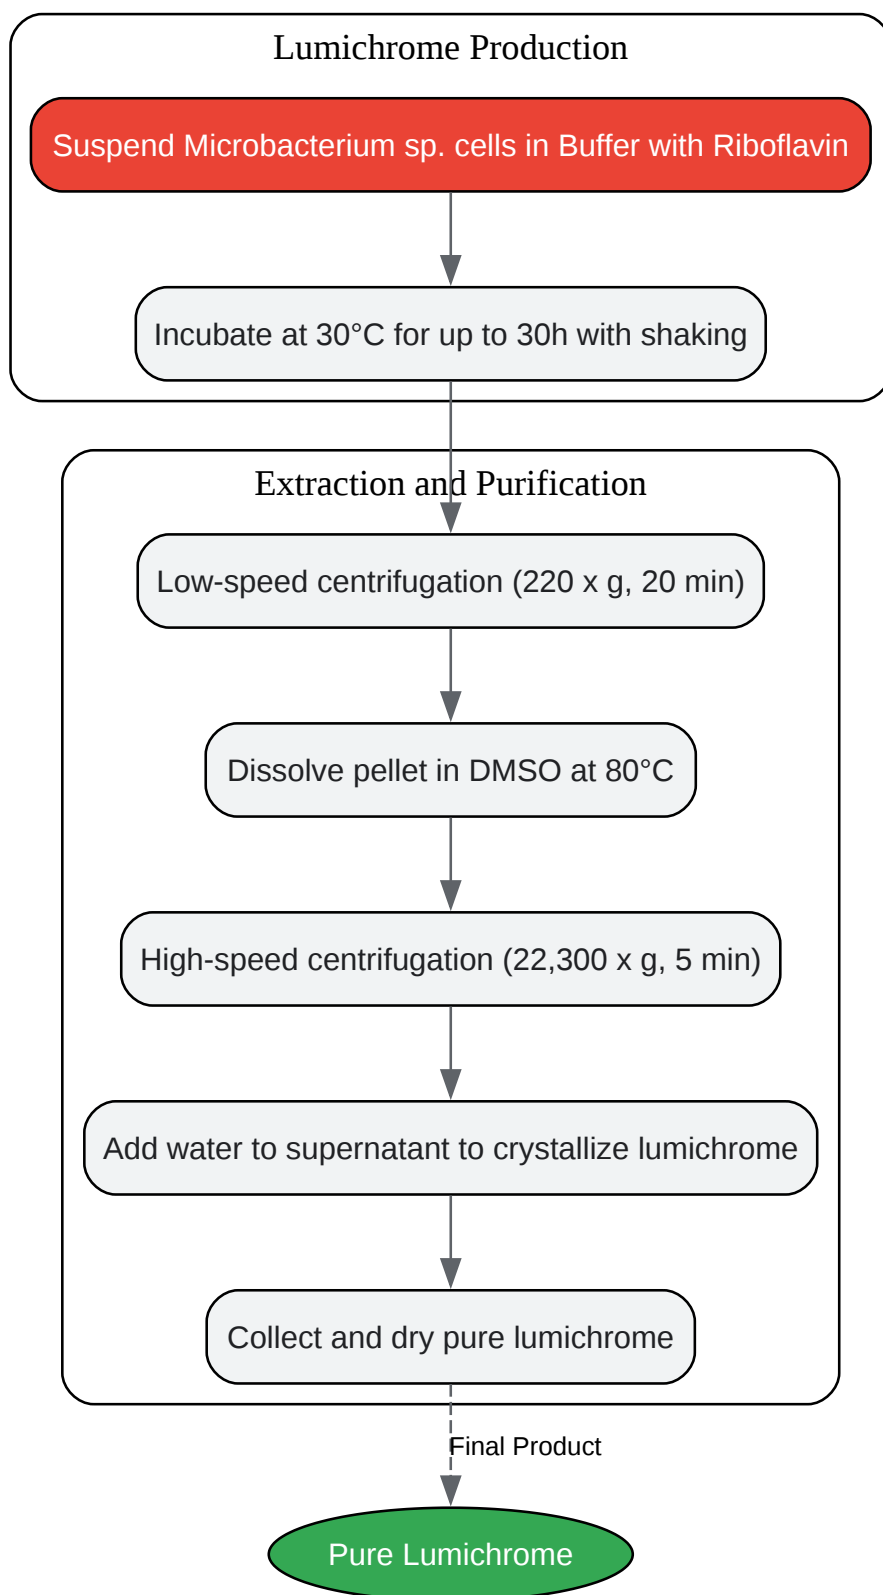 Lumichrome Production
Suspend Microbacterium sp. cells in Buffer with Riboflavin
Incubate at 30°C for up to 30h with shaking
Extraction and Purification
Low-speed centrifugation (220 x g, 20 min)
Dissolve pellet in DMSO at 80°C
High-speed centrifugation (22,300 x g, 5 min)
Add water to supernatant to crystallize lumichrome
Collect and dry pure lumichrome
Final Product
Pure Lumichrome